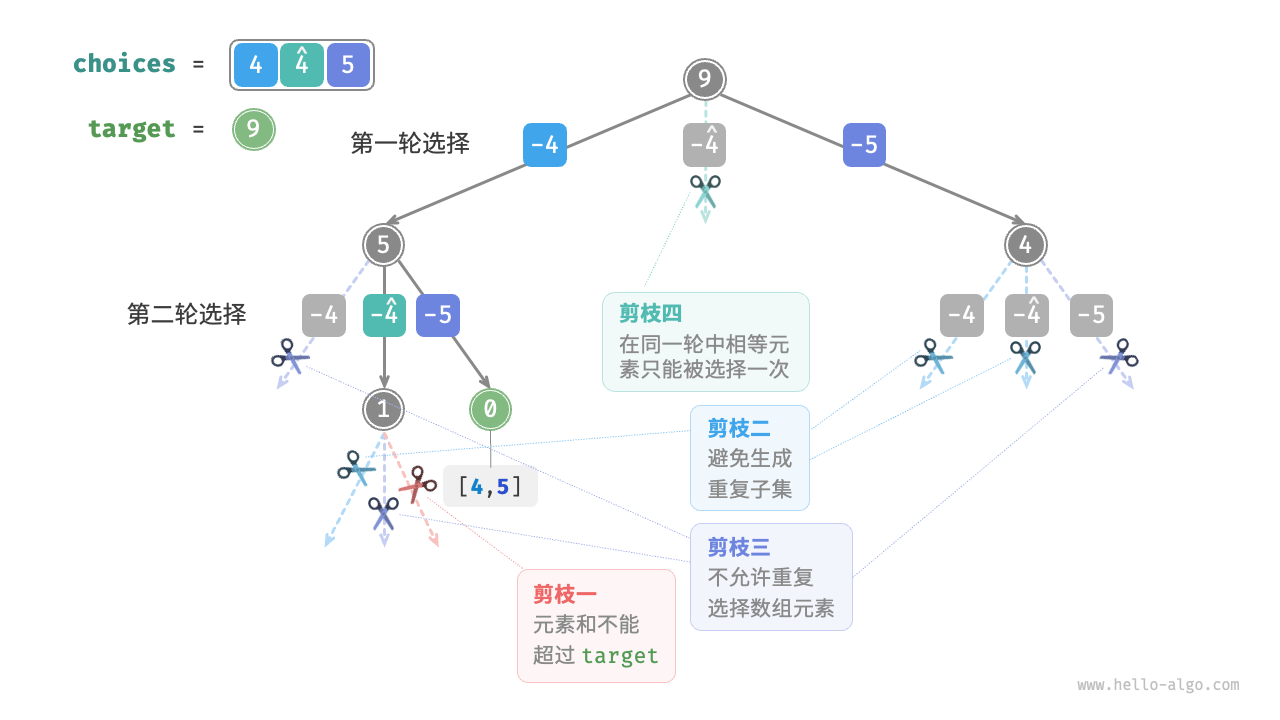 choices = 4 4̂ 5
target = 9
9
第一轮选择
-4 -4̂ -5
5 4
第二轮选择
-4 -4̂ -5
-4 -4̂ -5
1 0
[4,5]
剪枝四
在同一轮中相等元
素只能被选择一次
剪枝二
避免生成
重复子集
剪枝三
不允许重复
选择数组元素
剪枝一
元素和不能
超过 target
www.hello-algo.com